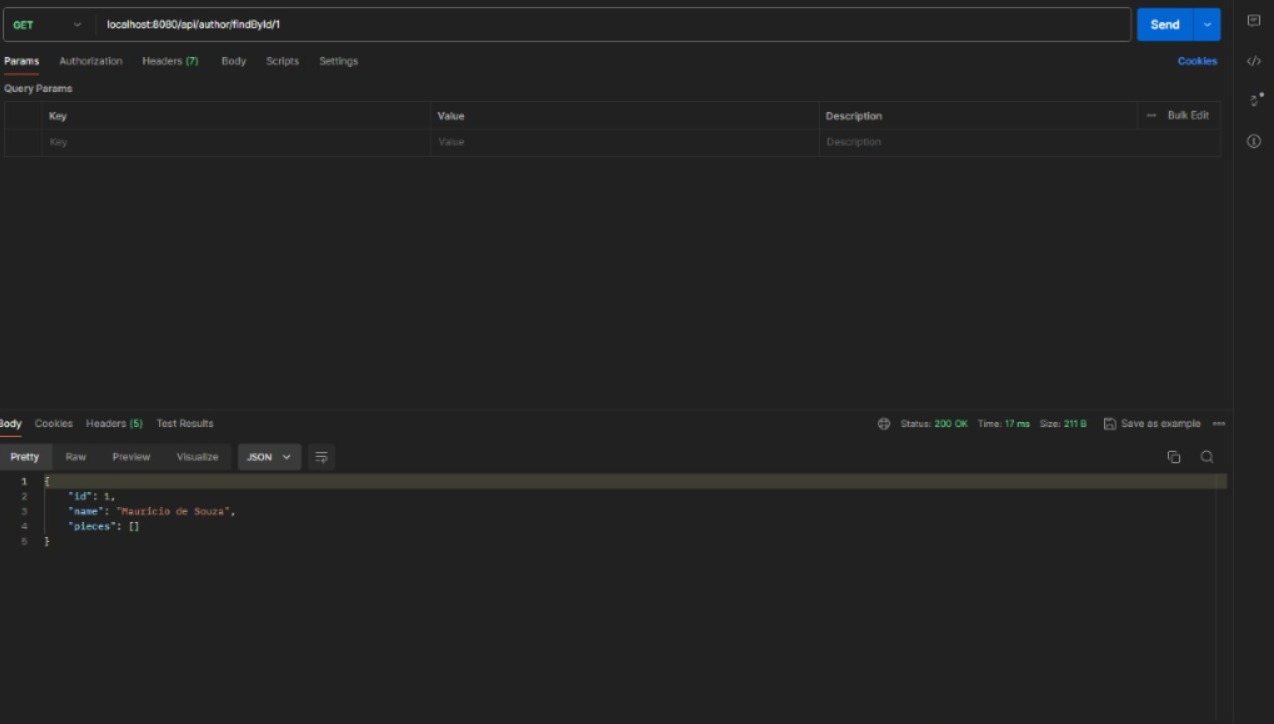 GET localhost:8080/api/author/findById/1 Send
Params Authorization Headers (7) Body Scripts Settings Cookies
Query Params
Key Value Description Bulk Edit
Key Value Description
Body Cookies Headers (5) Test Results Status: 200 OK Time: 17 ms Size: 211 B Save as example
Pretty Raw Preview Visualize JSON
1 {
2 "id": 1,
3 "name": "Mauricio de Souza",
4 "pieces": []
5 }